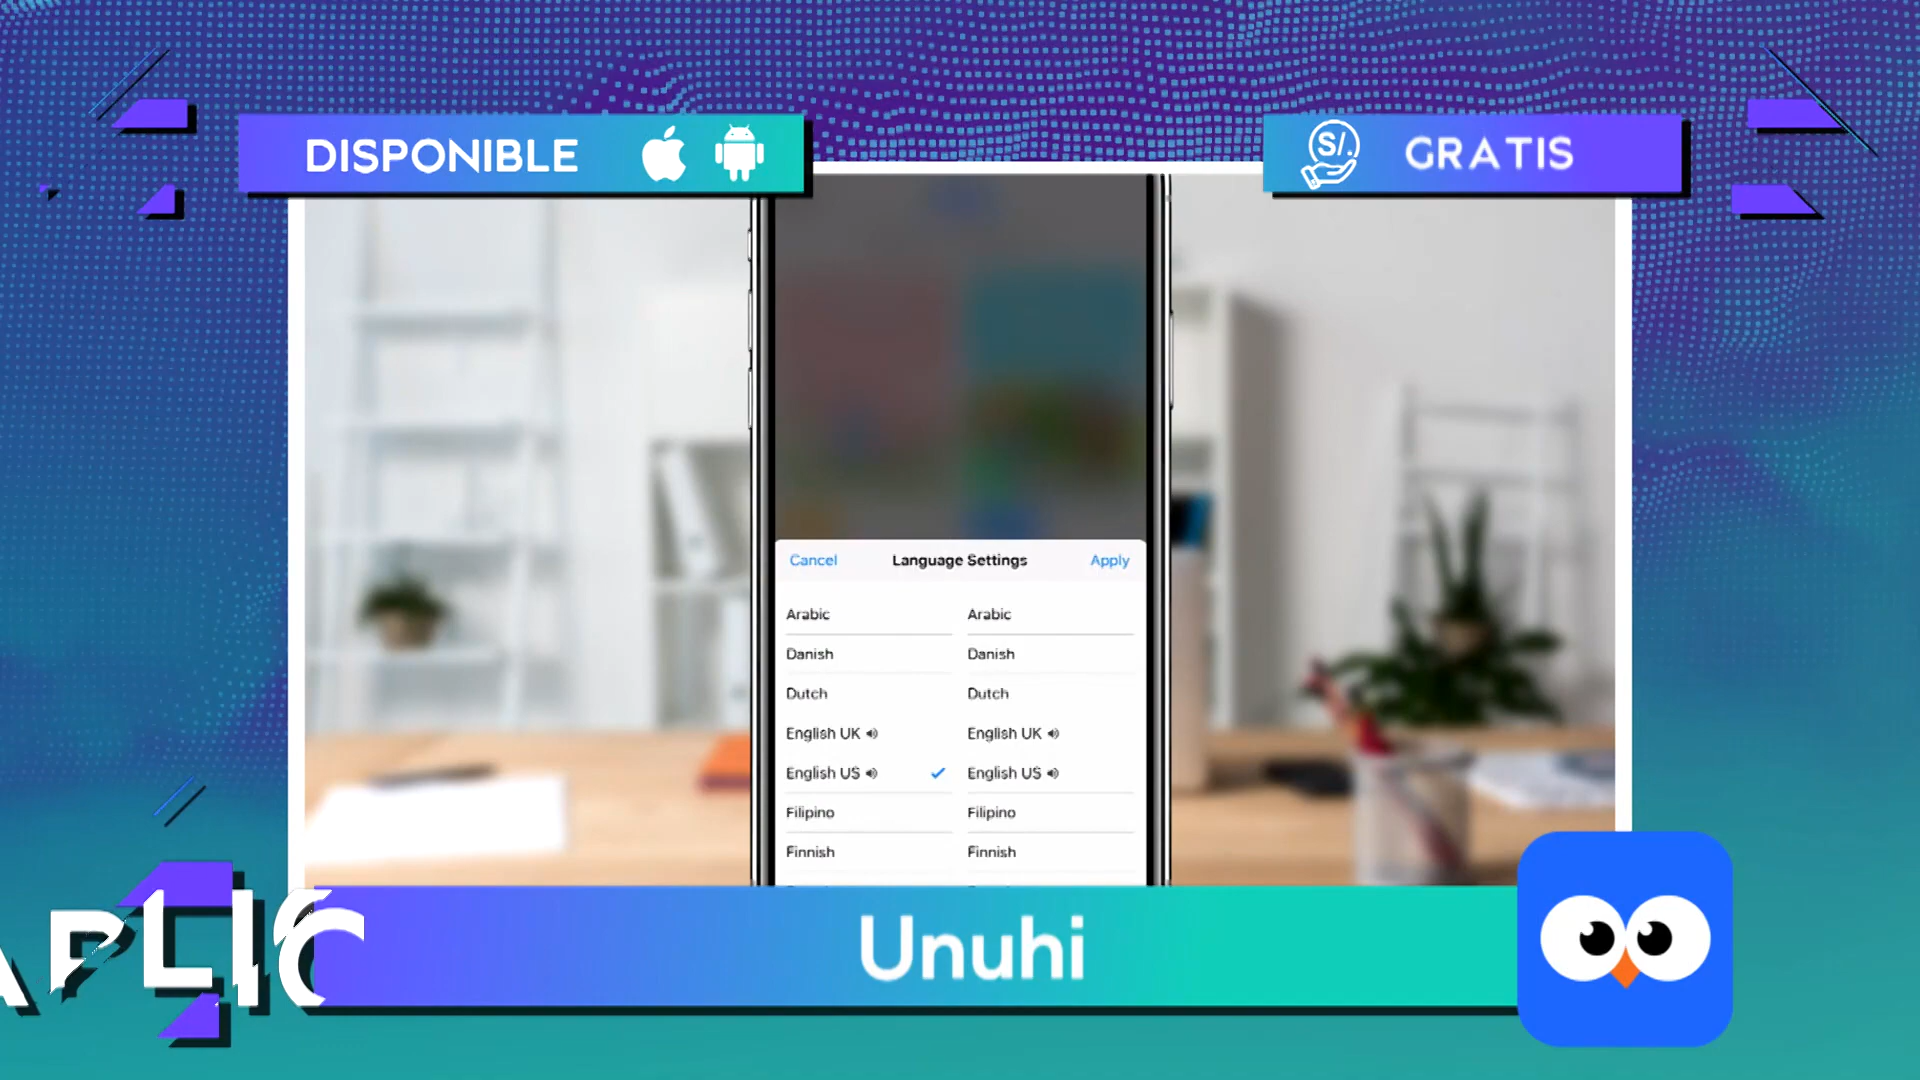 DISPONIBLE
S/. GRATIS
Cancel Language Settings Apply
Arabic Arabic
Danish Danish
Dutch Dutch
English UK English UK
English US English US
Filipino Filipino
Finnish Finnish
Unuhi